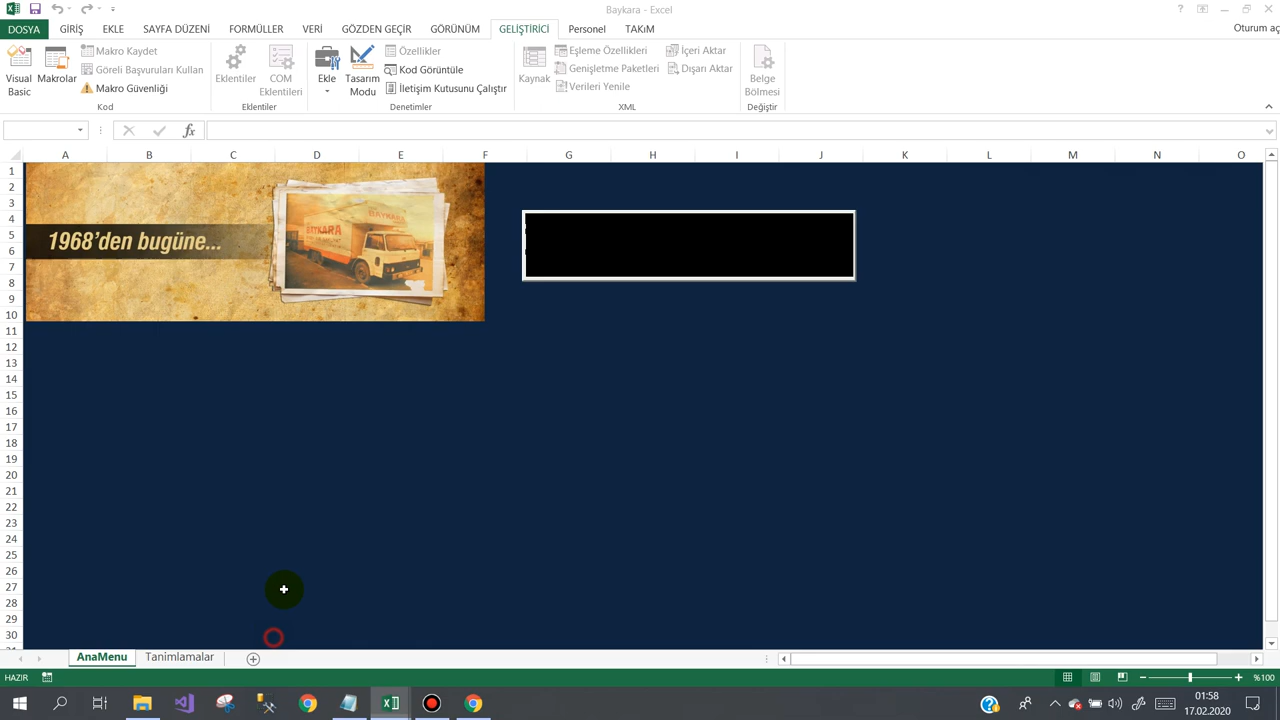 Baykara - Excel
DOSYA GİRİŞ EKLE SAYFA DÜZENİ FORMÜLLER VERİ GÖZDEN GEÇİR GÖRÜNÜM GELİŞTİRİCİ Personel TAKıM Oturum aç
Visual Basic
Makrolar
Makro Kaydet
Göreli Başvuruları Kullan
Makro Güvenliği
Kod
Eklentiler
COM Eklentileri
Eklentiler
Ekle
Tasarım Modu
Özellikler
Kod Görüntüle
İletişim Kutusunu Çalıştır
Denetimler
Kaynak
Eşleme Özellikleri
Genişletme Paketleri
Verileri Yenile
İçeri Aktar
Dışarı Aktar
XML
Belge Bölmesi
Değiştir
fx
A B C D E F G H I J K L M N O
1
2
3
4
5
6
7
8
9
10
11
12
13
14
15
16
17
18
19
20
21
22
23
24
25
26
27
28
29
30
1968'den bugüne...
BAYKARA
BAYKARA
AnaMenu Tanimlamalar
HAZIR
%100
01:58
17.02.2020